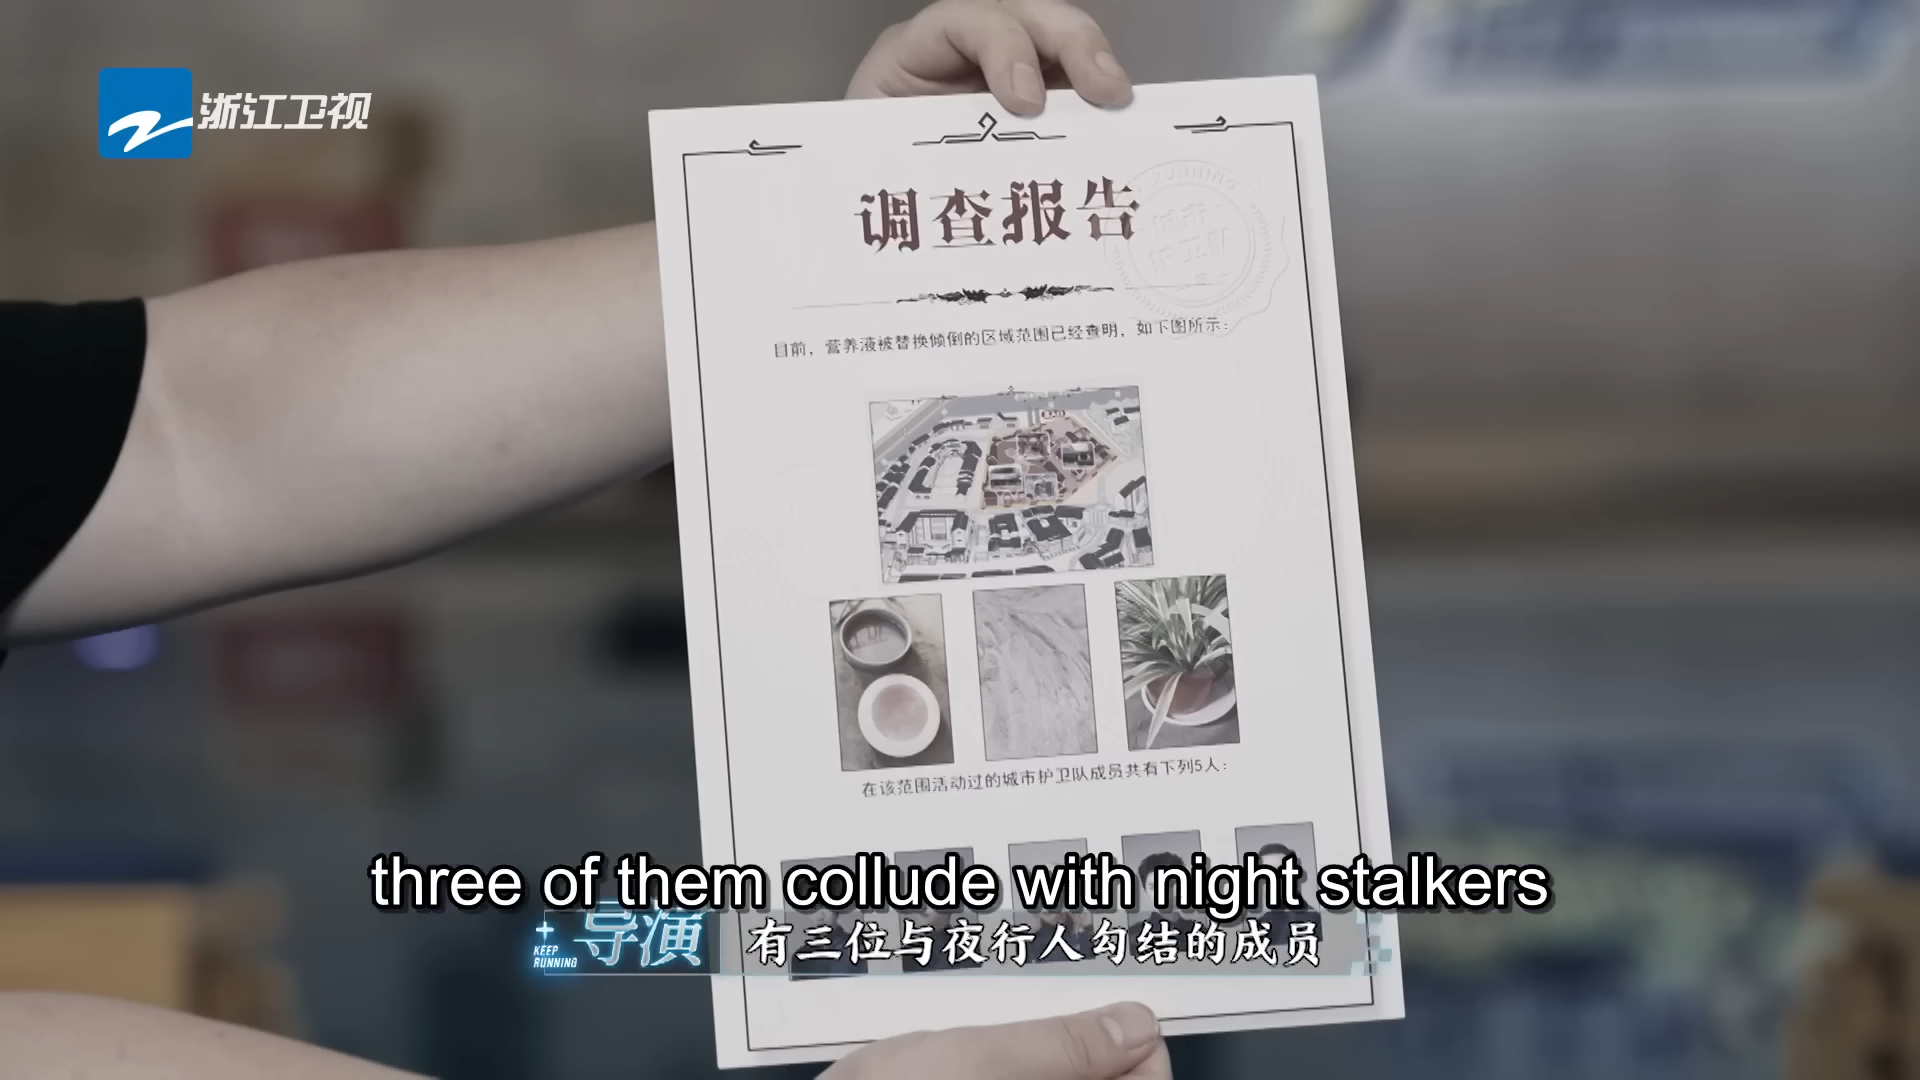 浙江卫视
RUNNING
调查报告
目前，营养液被替换倾倒的区域范围已经查明，如下图所示：
在该范围活动过的城市护卫队成员共有下列5人：
three of them collude with night stalkers
KEEP RUNNING
导演
有三位与夜行人勾结的成员